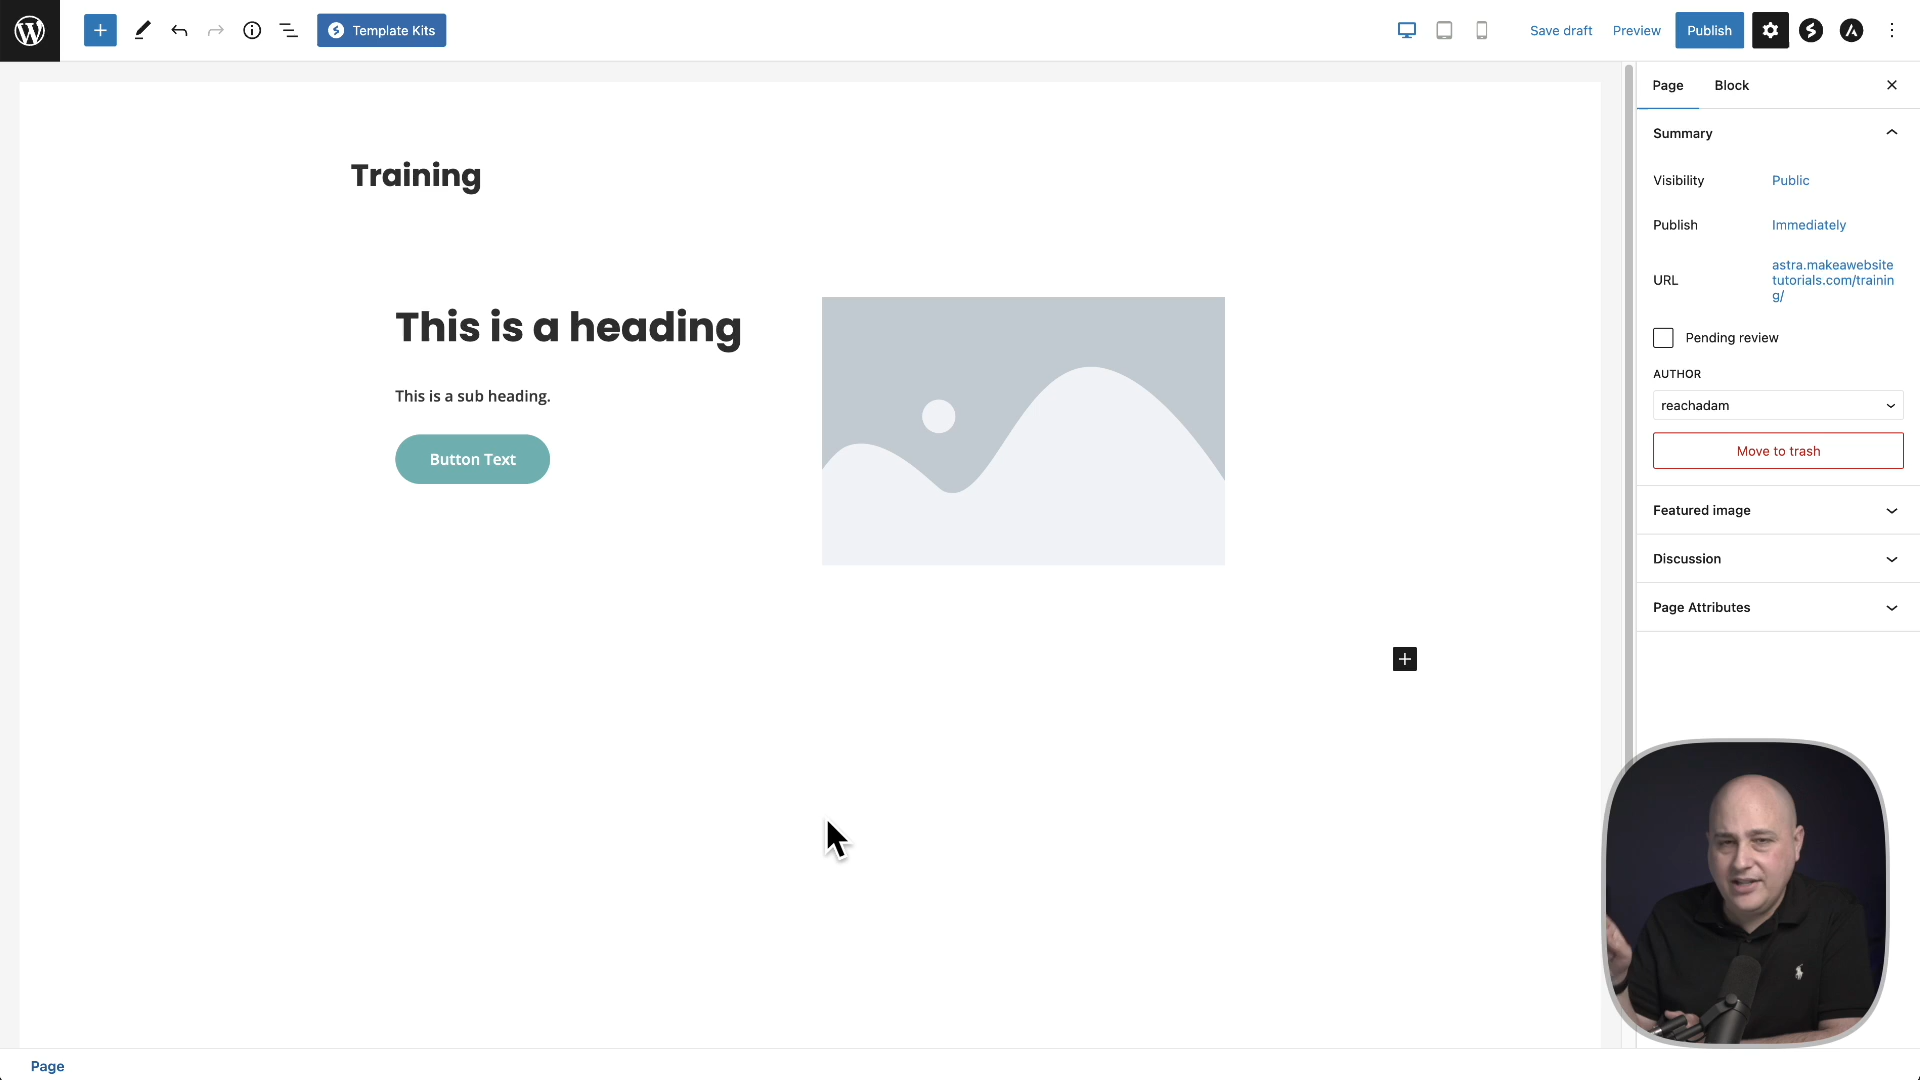 Template Kits
Save draft
Preview
Publish
Page
Block
Summary
Visibility
Public
Publish
Immediately
URL
astra.makeawebsite
tutorials.com/trainin
g/
Pending review
AUTHOR
reachadam
Move to trash
Featured image
Discussion
Page Attributes
Training
This is a heading
This is a sub heading.
Button Text
Page